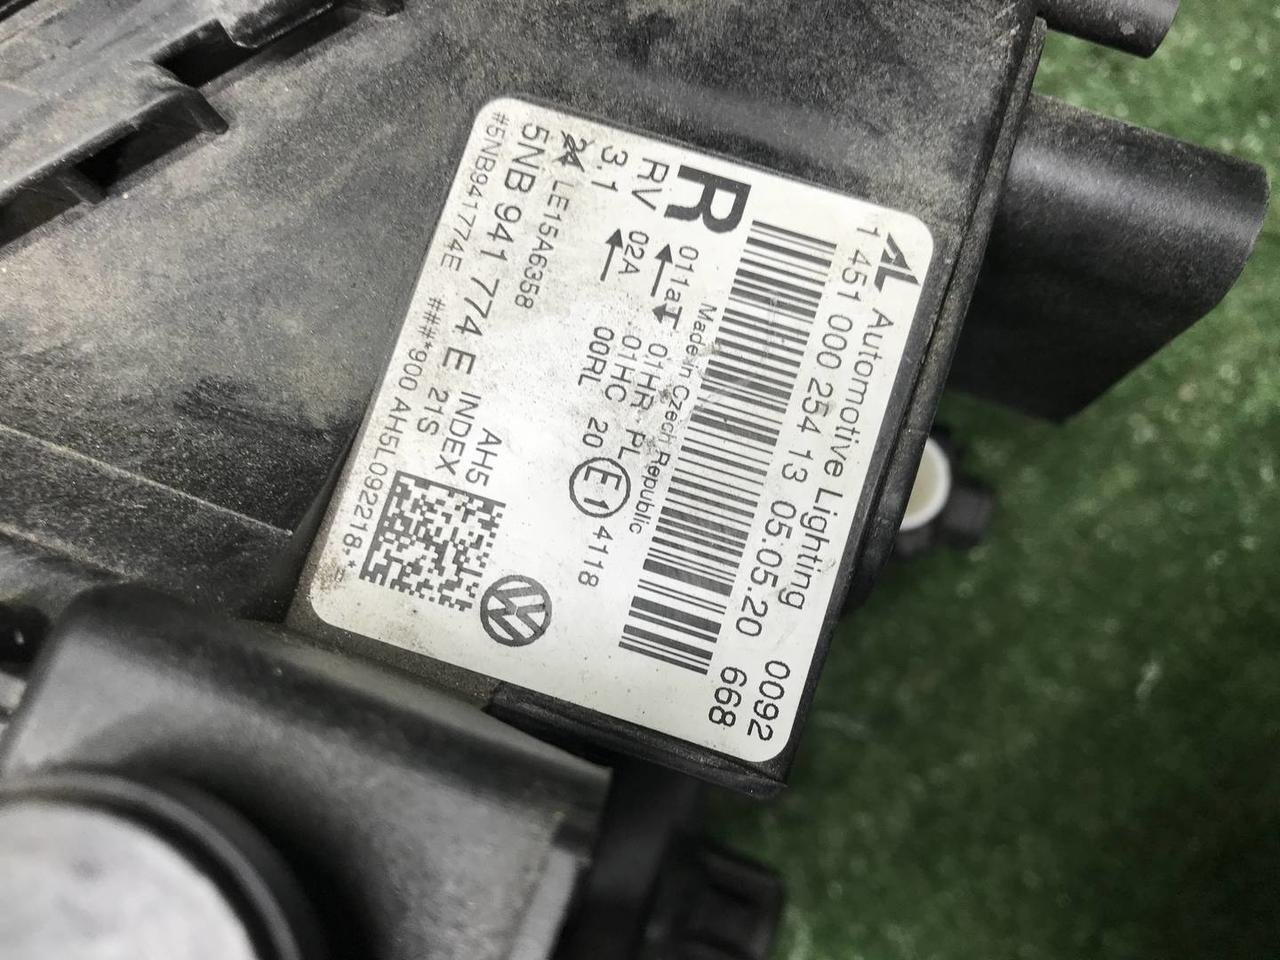 AL Automotive Lighting 0092
1 451 000 254 13 05.05.20 668
Made in Czech Republic
R 011aT 01HR PL
RV 02A 01HC 20 E1 4118
3.1 00RL
24 LE15A6358
5NB 941 774 E INDEX AH5
21S
#5NB941774E ###*900 AH5L092218*
VW